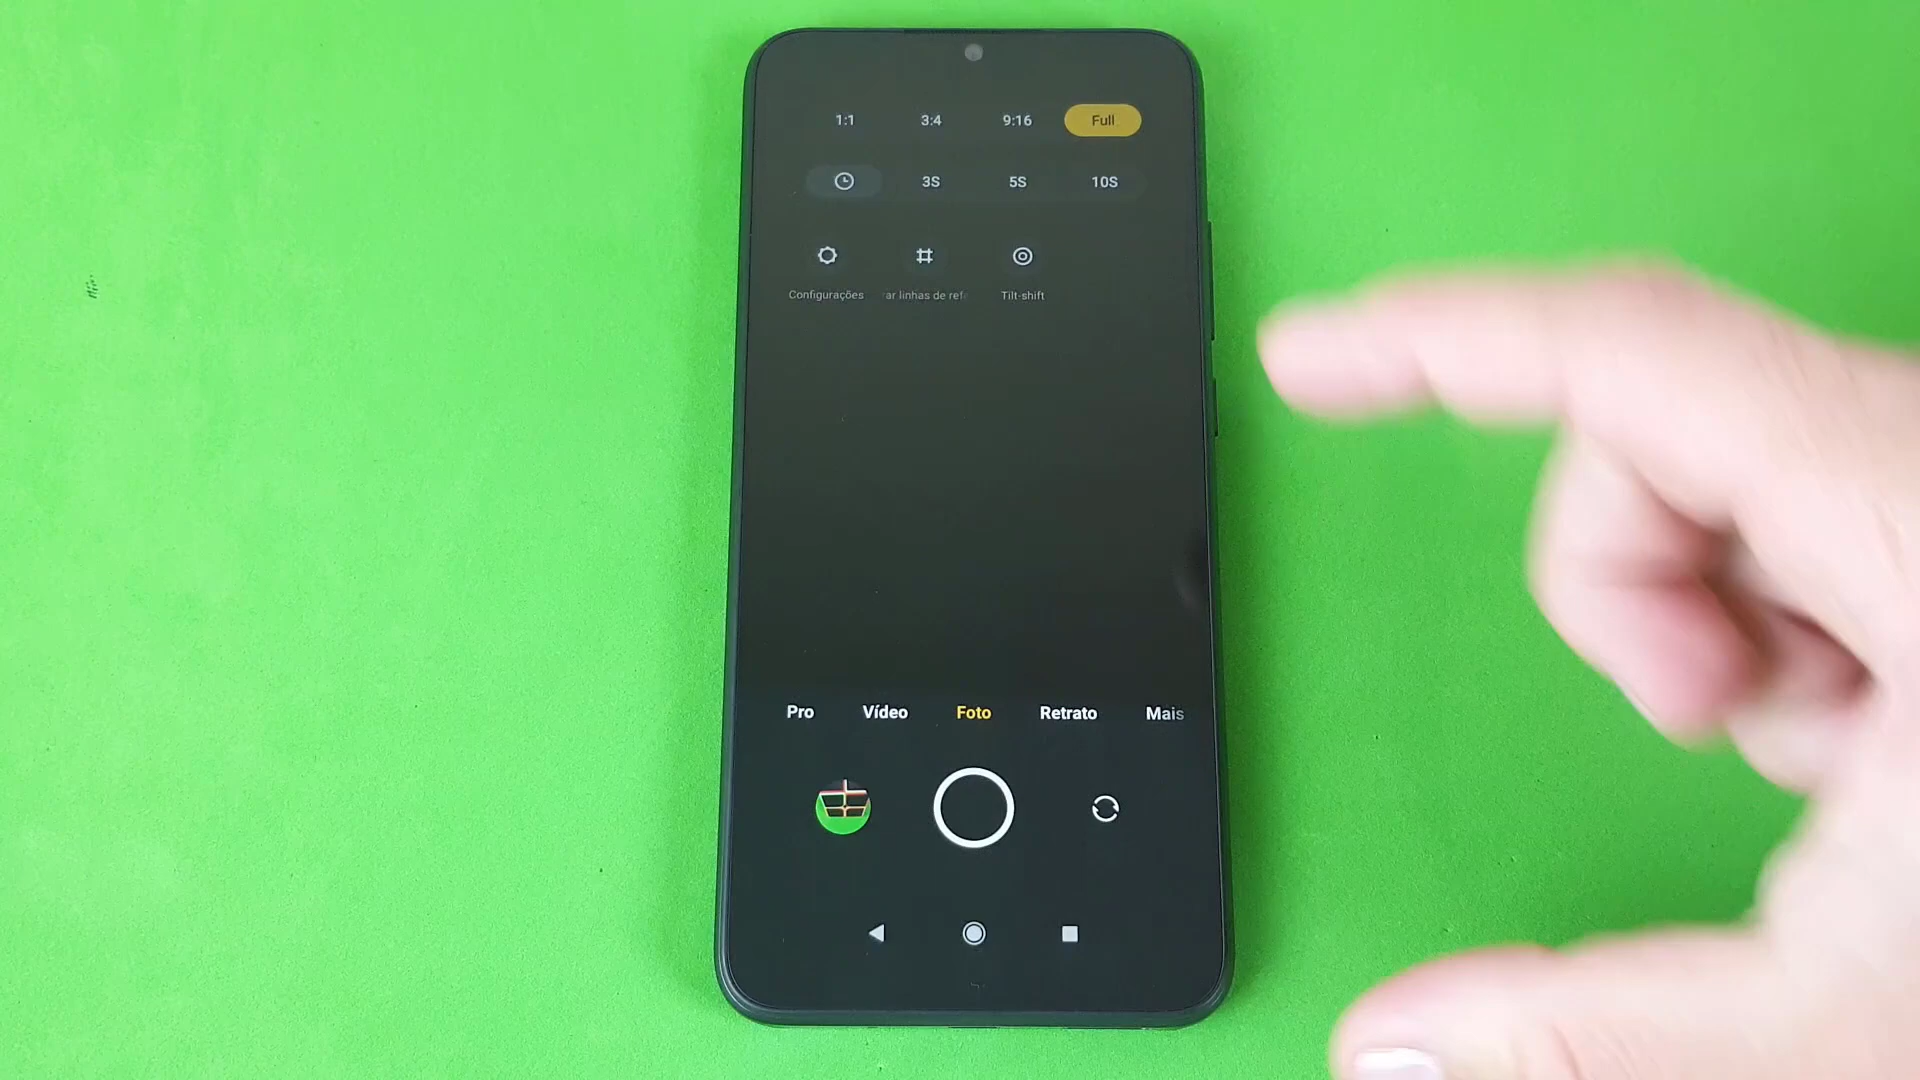 1:1 3:4 9:16 Full
3S 5S 10S
Configurações ar linhas de refe Tilt-shift
Pro Vídeo Foto Retrato Mais